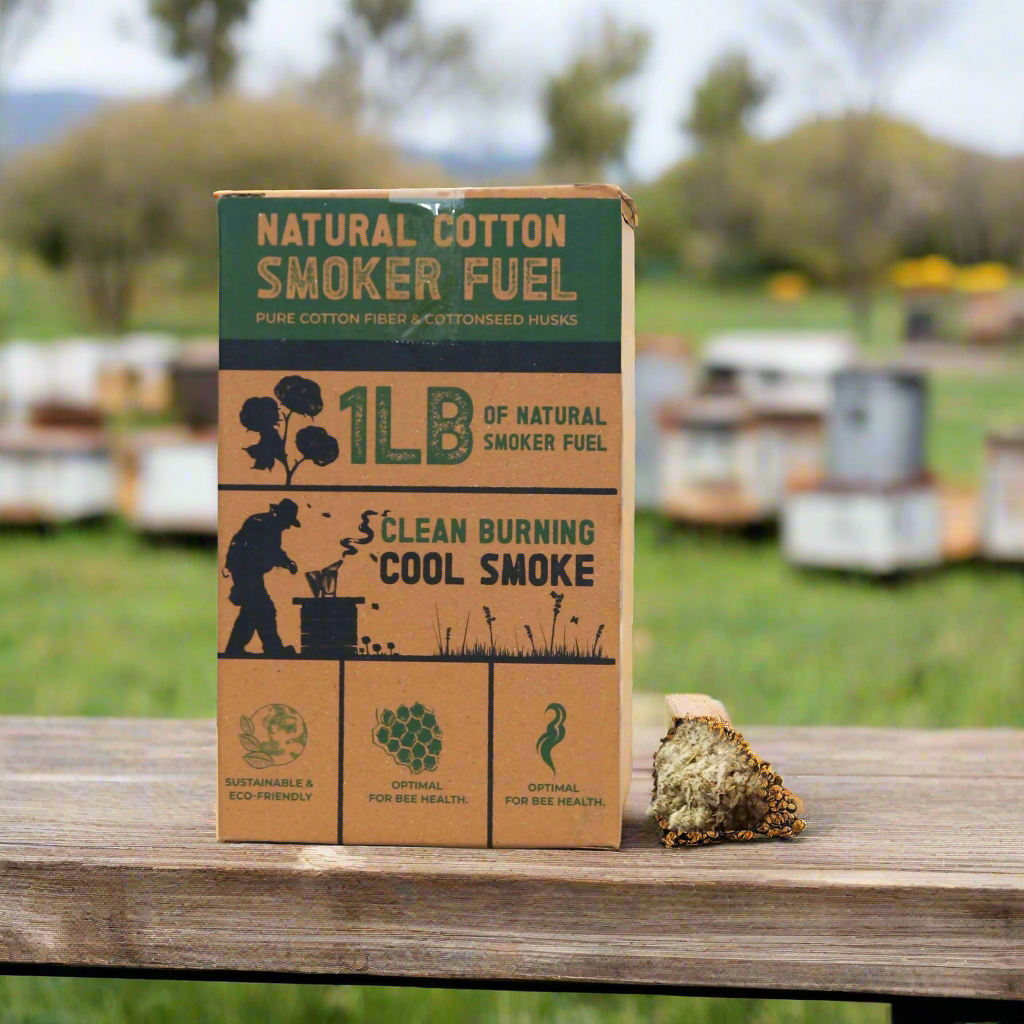 NATURAL COTTON
SMOKER FUEL
PURE COTTON FIBER & COTTONSEED HUSKS
1LB
OF NATURAL
SMOKER FUEL
CLEAN BURNING
COOL SMOKE
SUSTAINABLE &
ECO-FRIENDLY
OPTIMAL
FOR BEE HEALTH.
OPTIMAL
FOR BEE HEALTH.